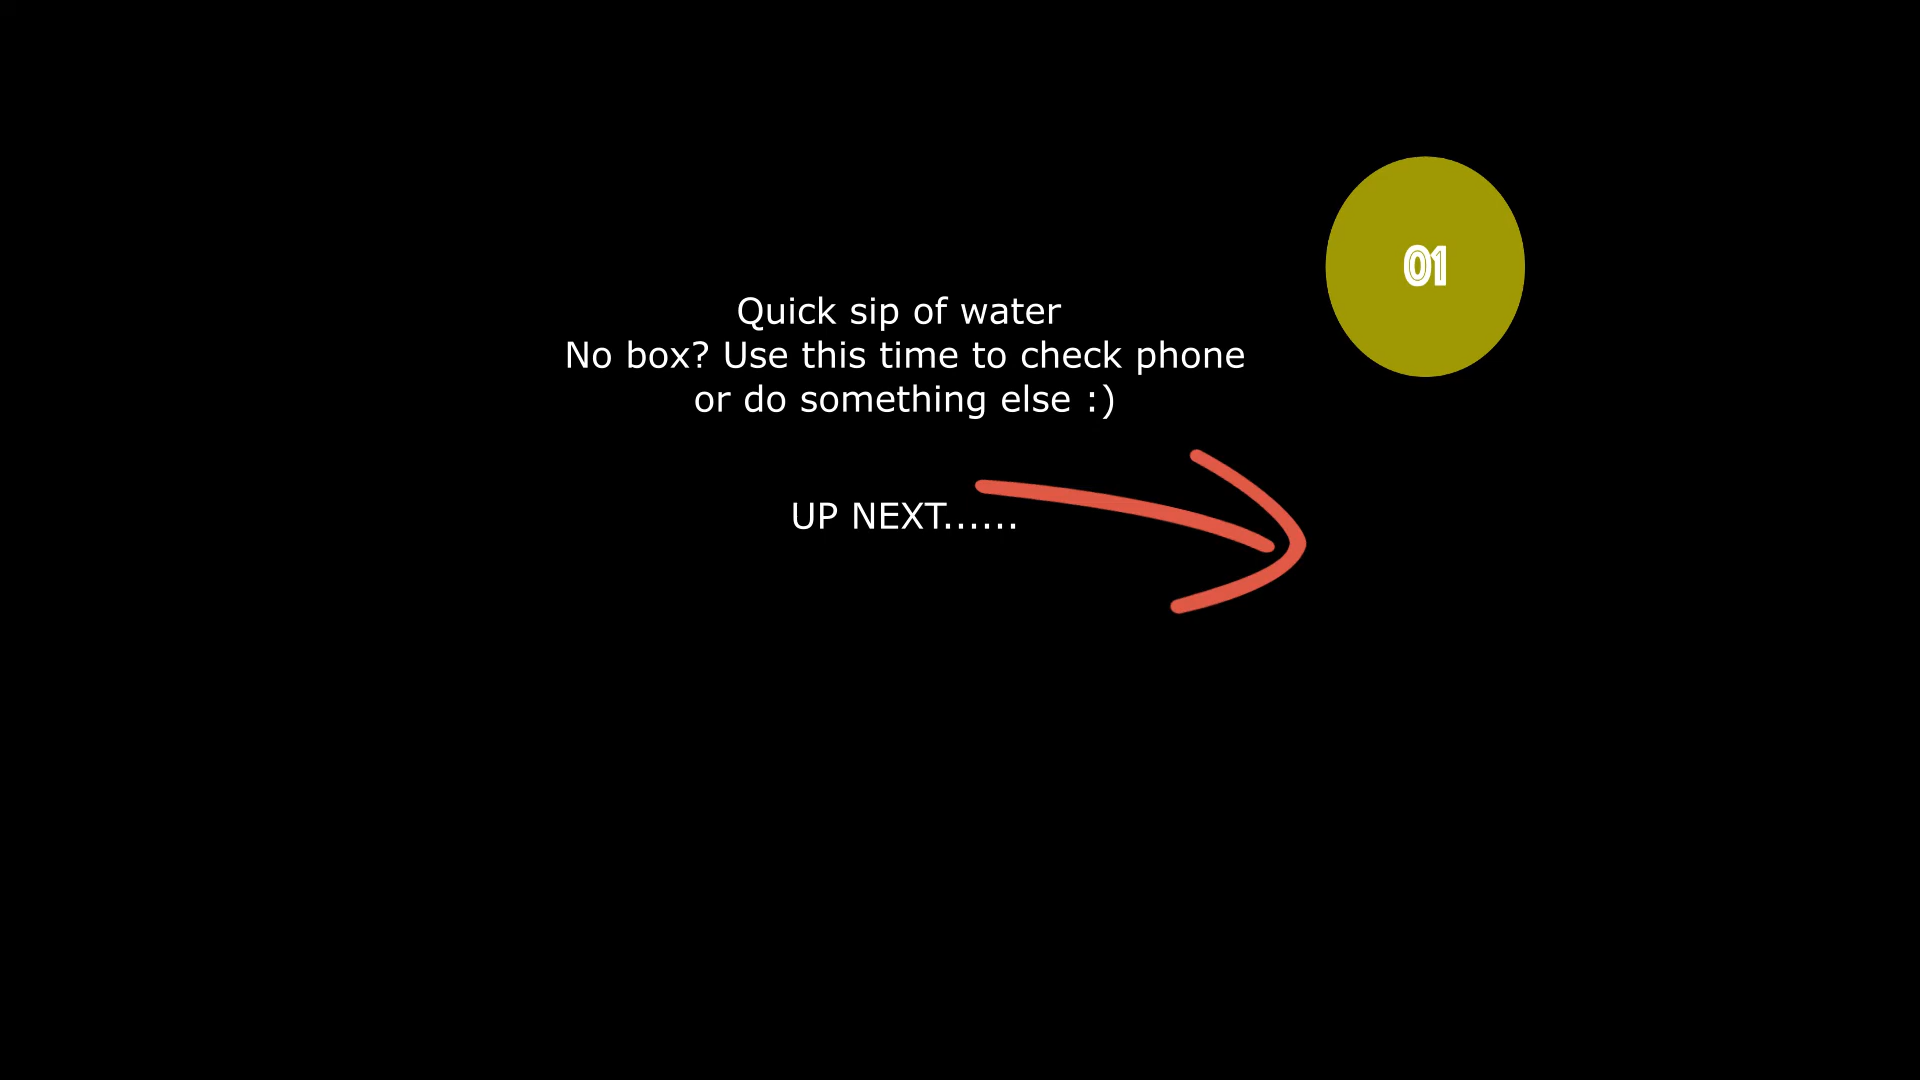 01
Quick sip of water
No box? Use this time to check phone
or do something else :)
UP NEXT......